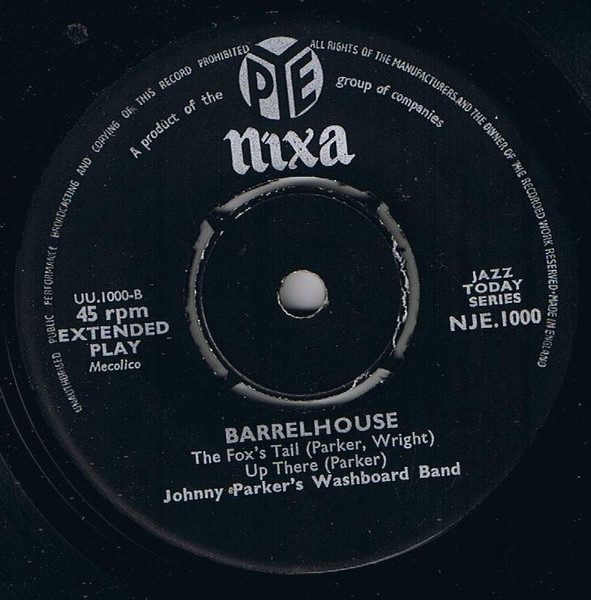 UNAUTHORISED PUBLIC PERFORMANCE BROADCASTING AND COPYING OF THIS RECORD PROHIBITED
ALL RIGHTS OF THE MANUFACTURERS AND THE OWNER OF THE RECORDED WORK RESERVED-MADE IN ENGLAND
A product of the PYE group of companies
nixa
UU.1000-B
45 rpm
EXTENDED
PLAY
Mecolico
JAZZ
TODAY
SERIES
NJE.1000
BARRELHOUSE
The Fox's Tail (Parker, Wright)
Up There (Parker)
Johnny Parker's Washboard Band